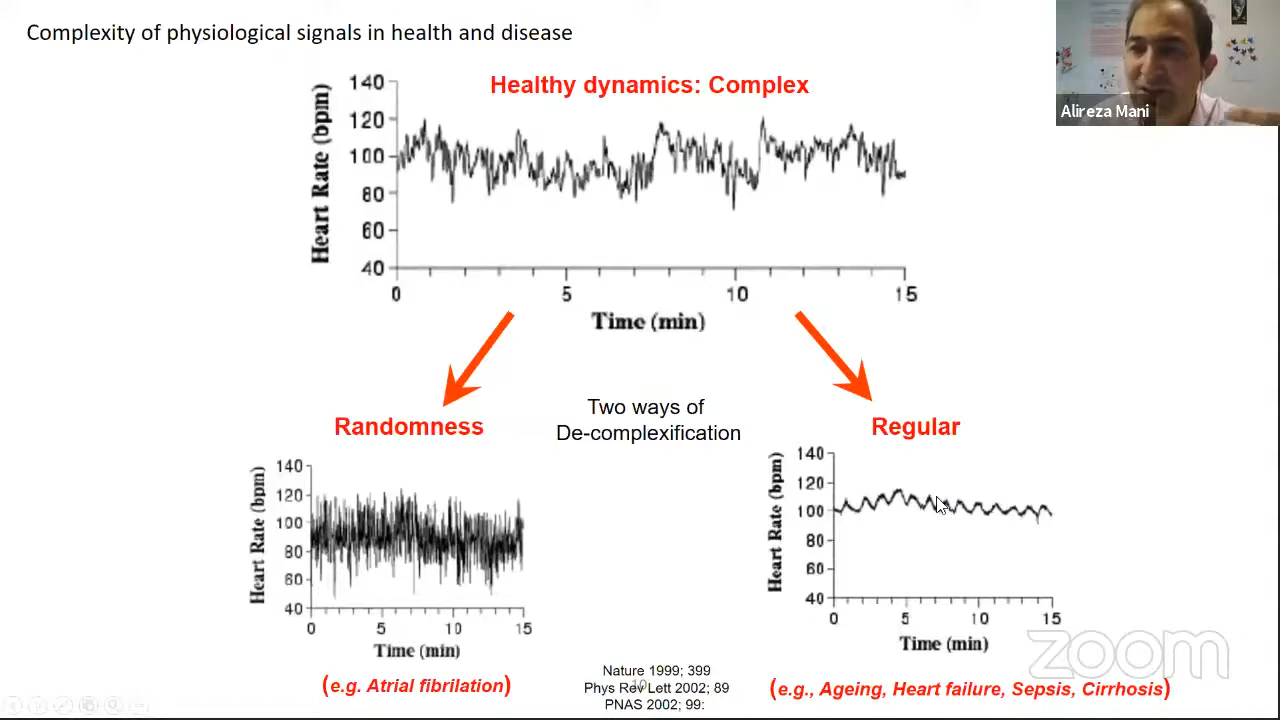 Complexity of physiological signals in health and disease
Alireza Mani
Healthy dynamics: Complex
Heart Rate (bpm)
140
120
100
80
60
40
0
5
10
15
Time (min)
Two ways of
De-complexification
Randomness
Heart Rate (bpm)
140
120
100
80
60
40
0
5
10
15
Time (min)
(e.g. Atrial fibrilation)
Regular
Heart Rate (bpm)
140
120
100
80
60
40
0
5
10
15
Time (min)
(e.g., Ageing, Heart failure, Sepsis, Cirrhosis)
Nature 1999; 399
Phys Rev Lett 2002; 89
PNAS 2002; 99:
10
zoom